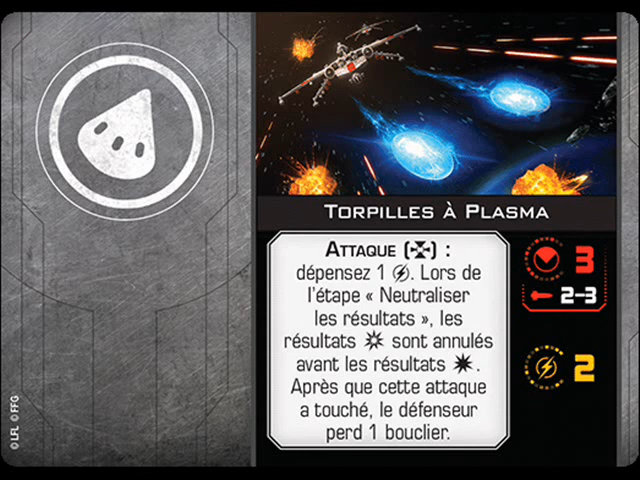 TORPILLES À PLASMA
ATTAQUE () :
dépensez 1 . Lors de
l'étape « Neutraliser
les résultats », les
résultats sont annulés
avant les résultats .
Après que cette attaque
a touché, le défenseur
perd 1 bouclier.
3
2–3
2
© LFL © FFG